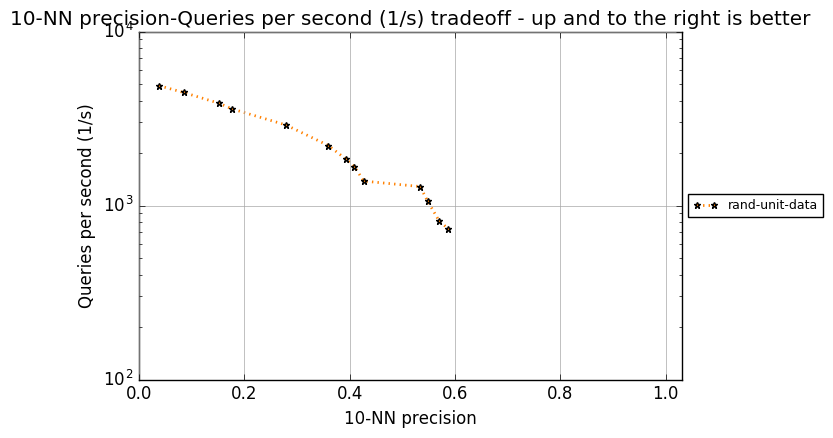 10-NN precision-Queries per second (1/s) tradeoff - up and to the right is better
10^4
10^3
10^2
Queries per second (1/s)
0.0 0.2 0.4 0.6 0.8 1.0
10-NN precision
rand-unit-data